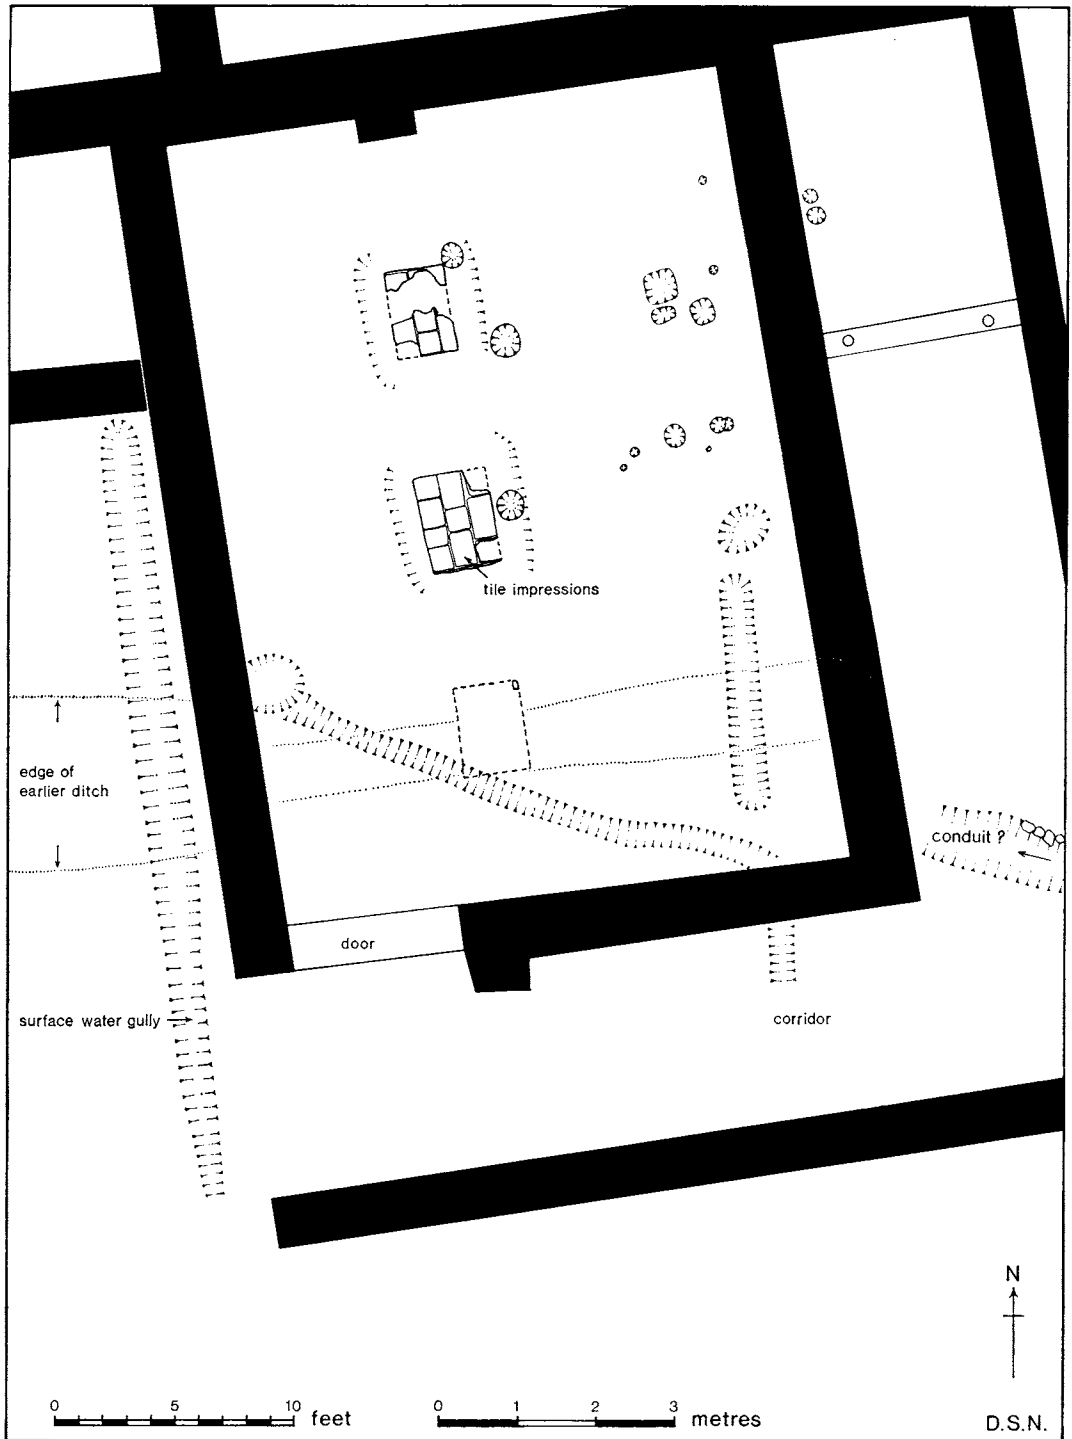 tile impressions
edge of
earlier ditch
conduit ?
door
surface water gully
corridor
N
0 5 10 feet
0 1 2 3 metres
D.S.N.